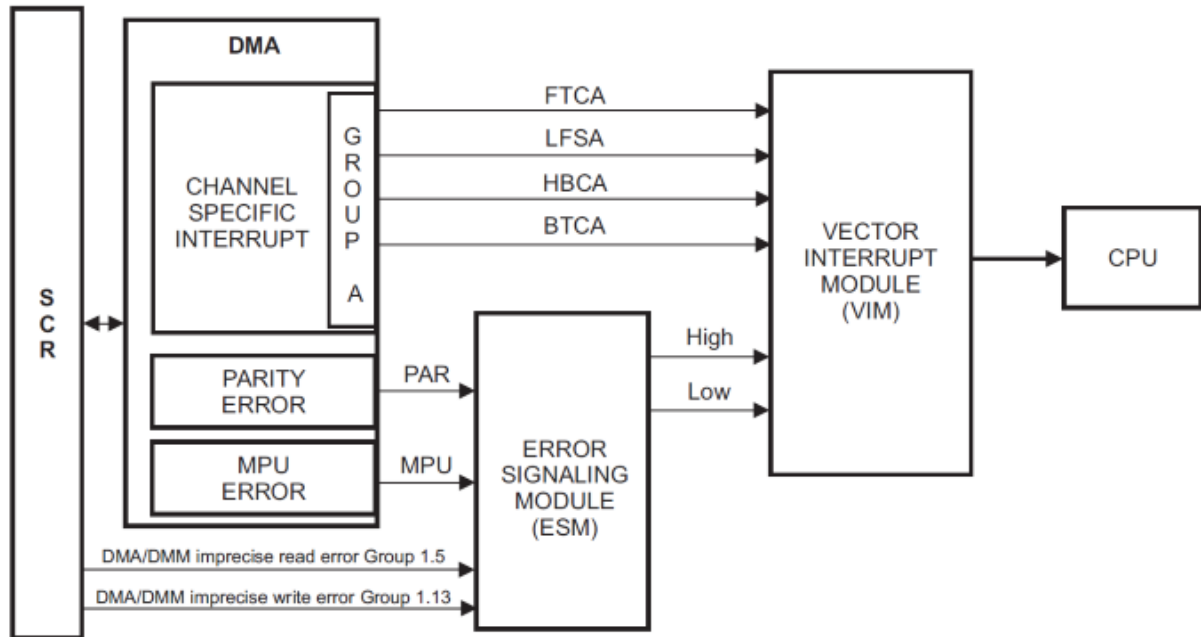 SCR
DMA
CHANNEL
SPECIFIC
INTERRUPT
GROUP A
FTCA
LFSA
HBCA
BTCA
VECTOR
INTERRUPT
MODULE
(VIM)
CPU
PARITY
ERROR
PAR
MPU
ERROR
MPU
ERROR
SIGNALING
MODULE
(ESM)
High
Low
DMA/DMM imprecise read error Group 1.5
DMA/DMM imprecise write error Group 1.13